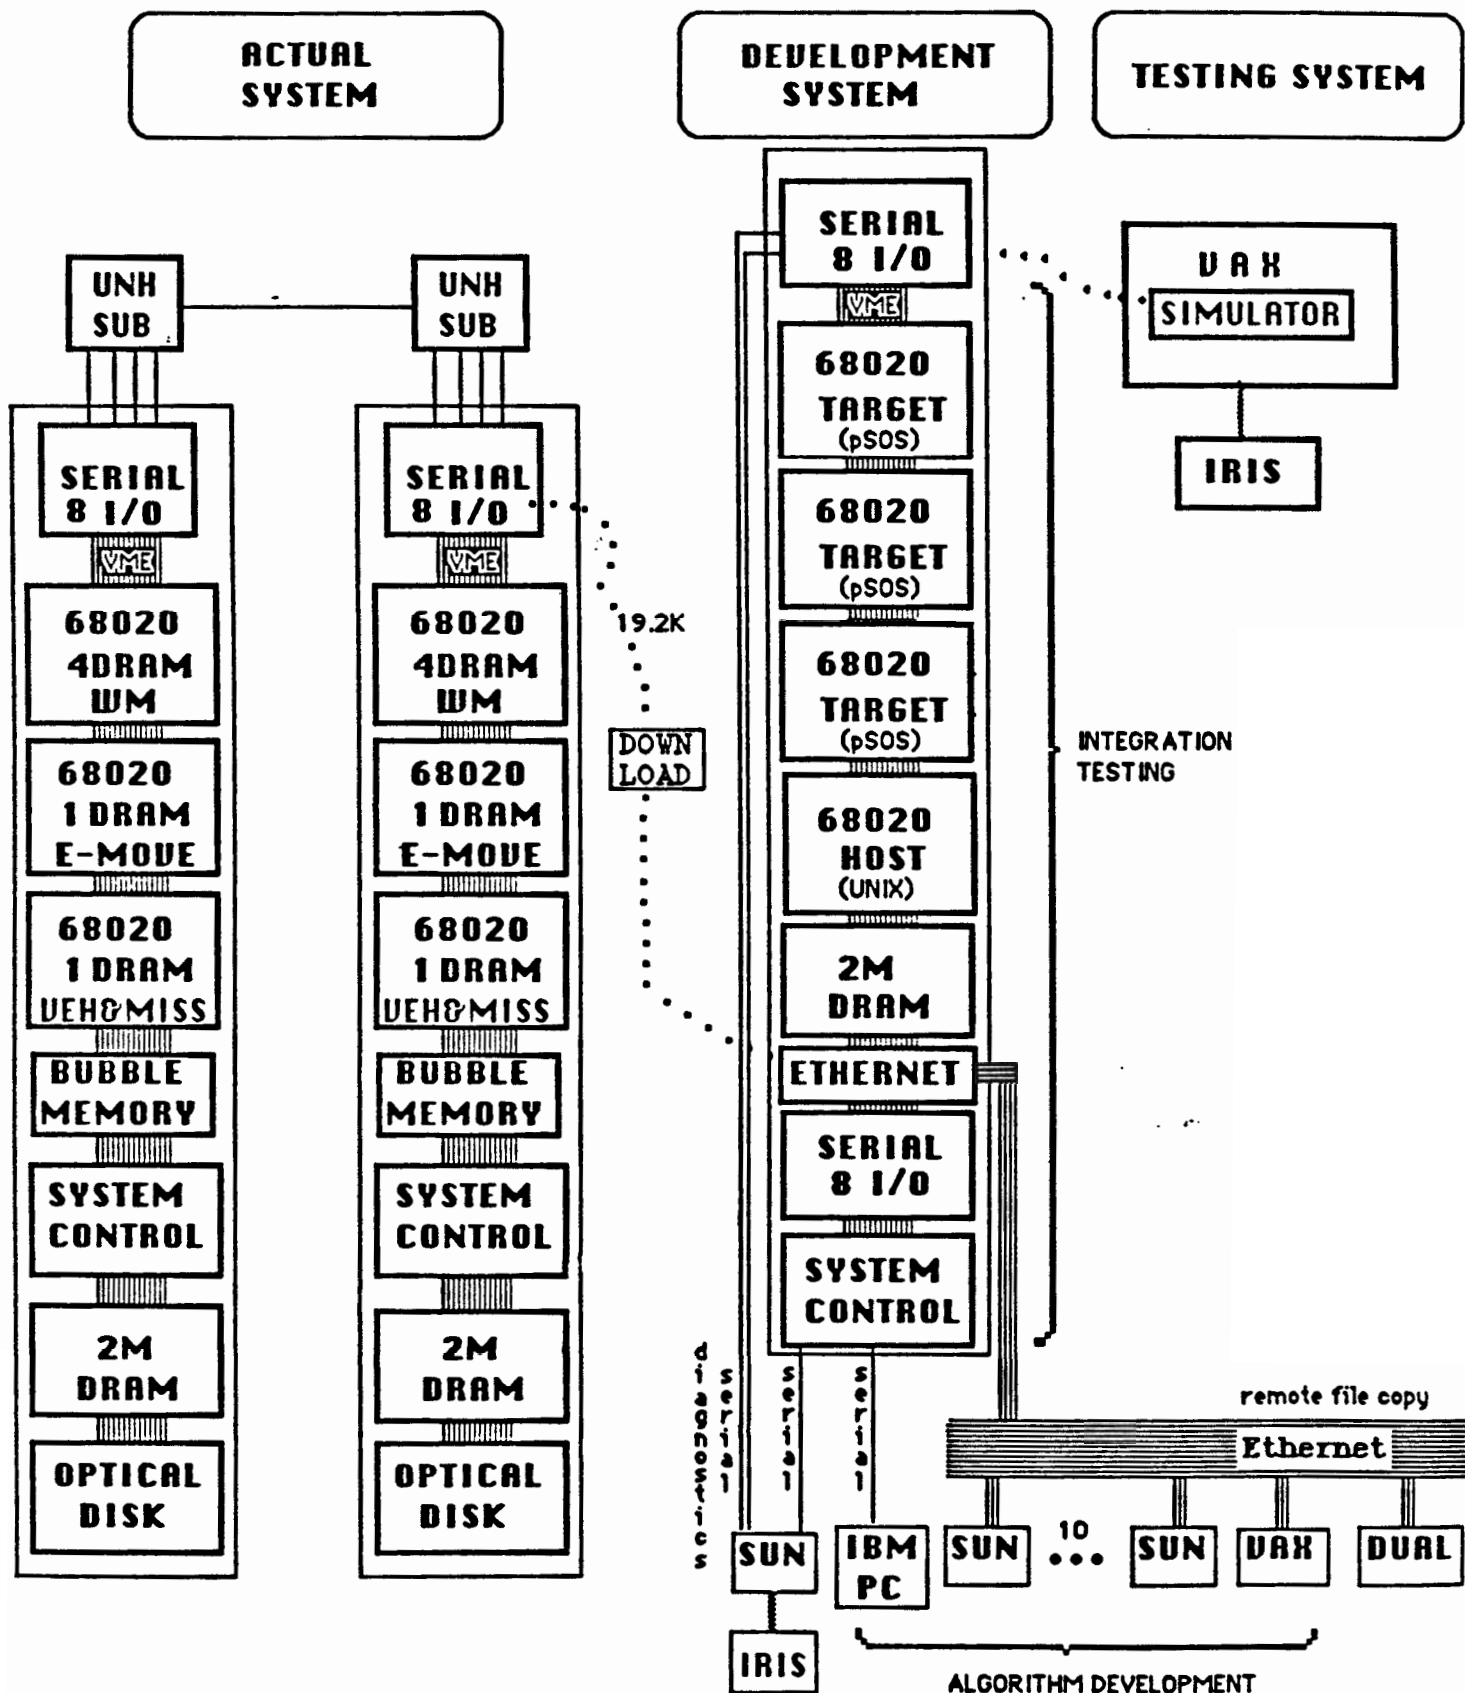 ACTUAL
SYSTEM
DEVELOPMENT
SYSTEM
TESTING SYSTEM
UNH
SUB
SERIAL
8 I/O
VME
68020
4DRAM
WM
68020
1 DRAM
E-MOVE
68020
1 DRAM
VEH&MISS
BUBBLE
MEMORY
SYSTEM
CONTROL
2M
DRAM
OPTICAL
DISK
UNH
SUB
SERIAL
8 I/O
VME
68020
4DRAM
WM
68020
1 DRAM
E-MOVE
68020
1 DRAM
VEH&MISS
BUBBLE
MEMORY
SYSTEM
CONTROL
2M
DRAM
OPTICAL
DISK
19.2K
DOWN
LOAD
SERIAL
8 I/O
VME
68020
TARGET
(pSOS)
68020
TARGET
(pSOS)
68020
TARGET
(pSOS)
68020
HOST
(UNIX)
2M
DRAM
ETHERNET
SERIAL
8 I/O
SYSTEM
CONTROL
VAX
SIMULATOR
IRIS
INTEGRATION
TESTING
diagnostics
serial
serial
serial
remote file copy
Ethernet
SUN
IBM
PC
SUN
10
SUN
VAX
DUAL
IRIS
ALGORITHM DEVELOPMENT